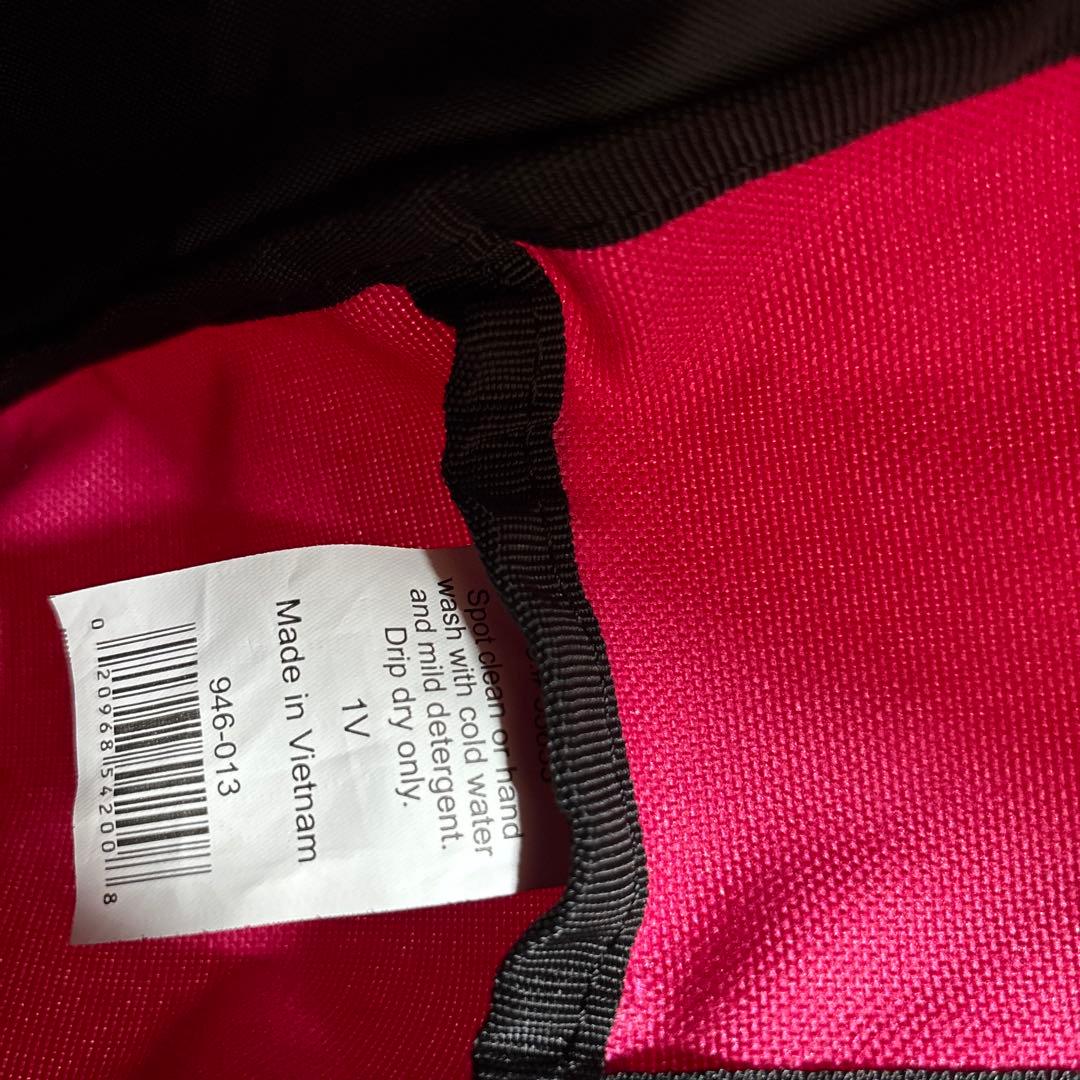 Spot clean or hand
wash with cold water
and mild detergent.
Drip dry only.
1V
Made in Vietnam
946-013
0 20968 54200 8